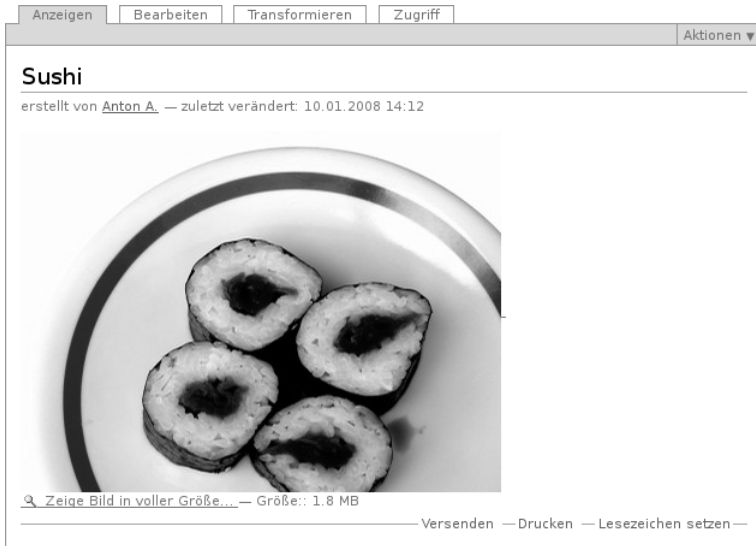 Anzeigen Bearbeiten Transformieren Zugriff
Aktionen ▼
Sushi
erstellt von Anton A. — zuletzt verändert: 10.01.2008 14:12
Zeige Bild in voller Größe... — Größe:: 1.8 MB
Versenden — Drucken — Lesezeichen setzen —